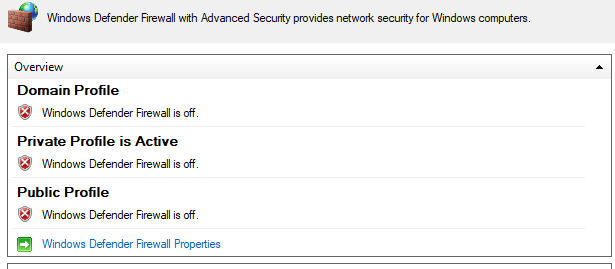 Windows Defender Firewall with Advanced Security provides network security for Windows computers.
Overview
Domain Profile
Windows Defender Firewall is off.
Private Profile is Active
Windows Defender Firewall is off.
Public Profile
Windows Defender Firewall is off.
Windows Defender Firewall Properties